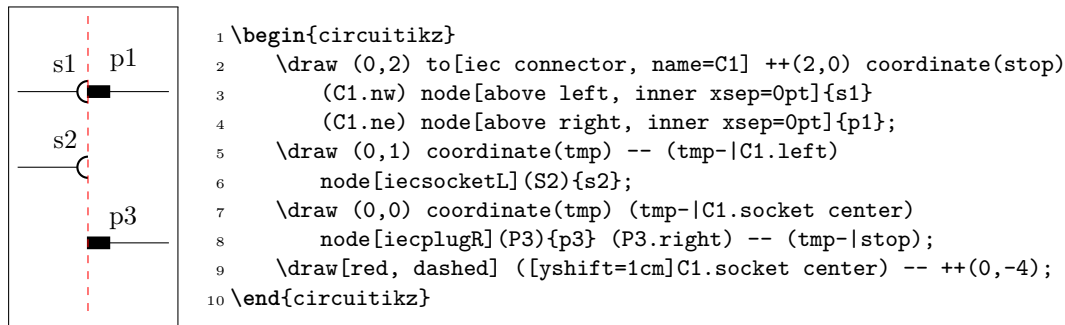 s1 p1
s2
p3
1 \begin{circuitikz}
2 \draw (0,2) to[iec connector, name=C1] ++(2,0) coordinate(stop)
3 (C1.nw) node[above left, inner xsep=0pt]{s1}
4 (C1.ne) node[above right, inner xsep=0pt]{p1};
5 \draw (0,1) coordinate(tmp) -- (tmp-|C1.left)
6 node[iecsocketL](S2){s2};
7 \draw (0,0) coordinate(tmp) (tmp-|C1.socket center)
8 node[iecplugR](P3){p3} (P3.right) -- (tmp-|stop);
9 \draw[red, dashed] ([yshift=1cm]C1.socket center) -- ++(0,-4);
10 \end{circuitikz}